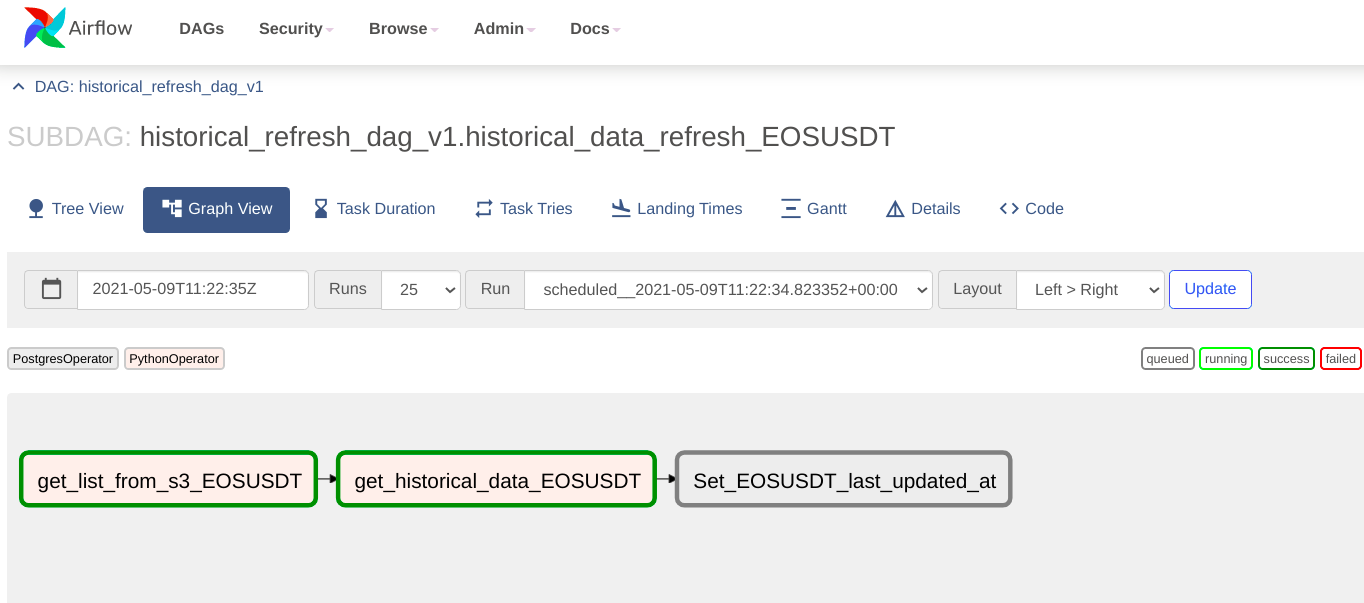 Airflow DAGs Security Browse Admin Docs
DAG: historical_refresh_dag_v1
SUBDAG: historical_refresh_dag_v1.historical_data_refresh_EOSUSDT
Tree View Graph View Task Duration Task Tries Landing Times Gantt Details Code
2021-05-09T11:22:35Z Runs 25 Run scheduled__2021-05-09T11:22:34.823352+00:00 Layout Left > Right Update
PostgresOperator PythonOperator queued running success failed
get_list_from_s3_EOSUSDT get_historical_data_EOSUSDT Set_EOSUSDT_last_updated_at